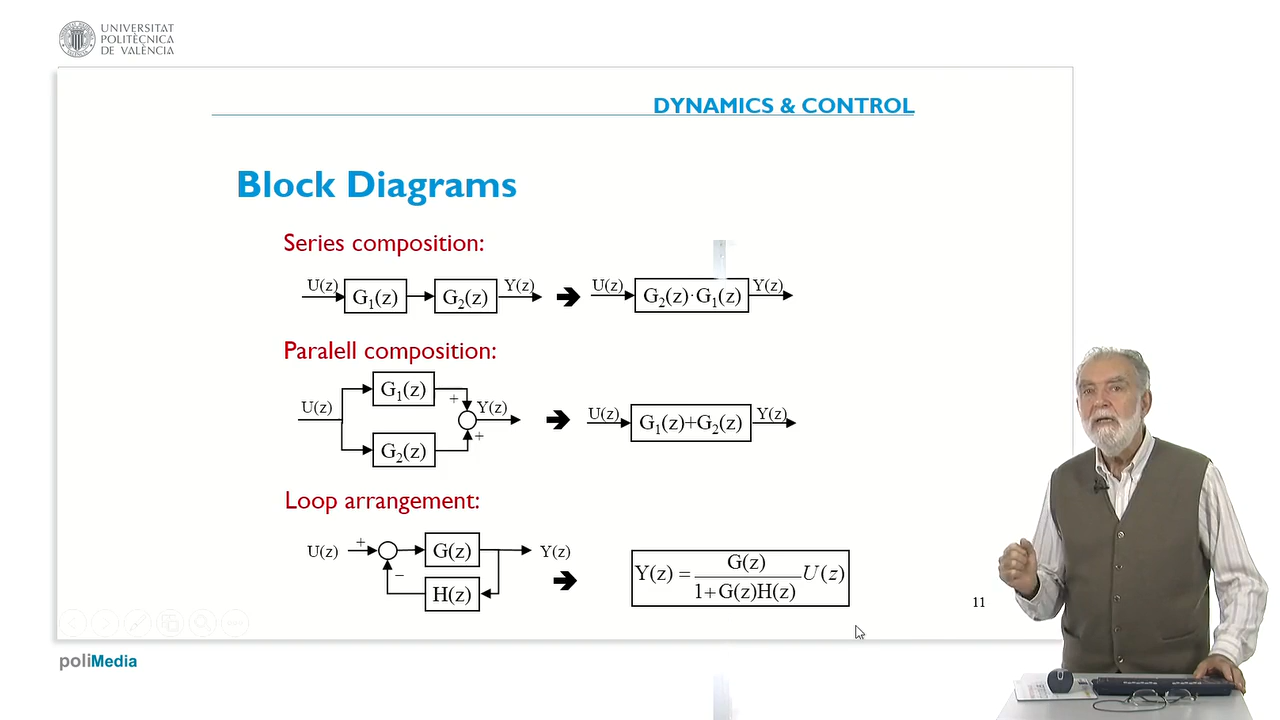 UNIVERSITAT
POLITÈCNICA
DE VALÈNCIA
DYNAMICS & CONTROL
Block Diagrams
Series composition:
U(z) G₁(z) G₂(z) Y(z) U(z) G₂(z)·G₁(z) Y(z)
Paralell composition:
G₁(z)
U(z) + Y(z) U(z) G₁(z)+G₂(z) Y(z)
+
G₂(z)
Loop arrangement:
U(z) + G(z) Y(z)
− H(z)
Y(z) = G(z) / 1+G(z)H(z) U(z)
11
poliMedia